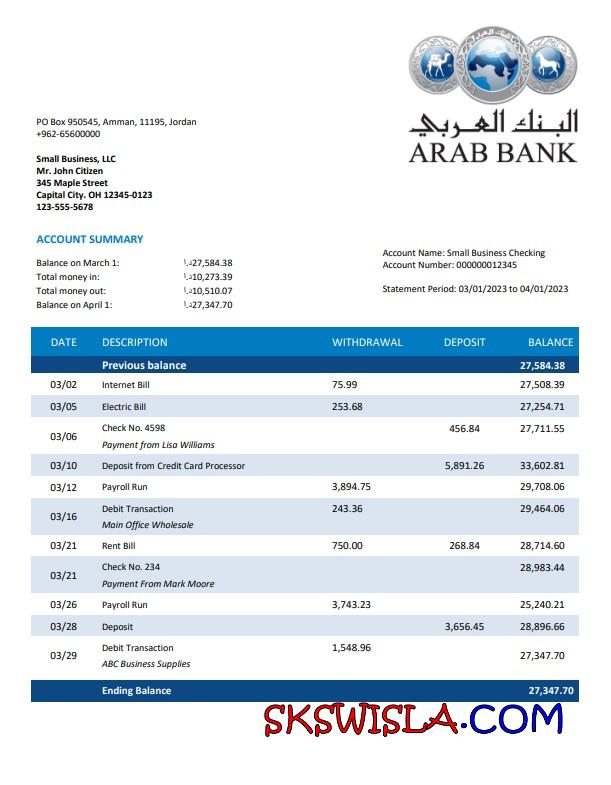 البنك العربي
ARAB BANK
PO Box 950545, Amman, 11195, Jordan
+962-65600000
Small Business, LLC
Mr. John Citizen
345 Maple Street
Capital City. OH 12345-0123
123-555-5678
ACCOUNT SUMMARY
Balance on March 1: 27,584.38
Total money in: 10,273.39
Total money out: 10,510.07
Balance on April 1: 27,347.70
Account Name: Small Business Checking
Account Number: 000000012345
Statement Period: 03/01/2023 to 04/01/2023
DATE DESCRIPTION WITHDRAWAL DEPOSIT BALANCE
Previous balance 27,584.38
03/02 Internet Bill 75.99 27,508.39
03/05 Electric Bill 253.68 27,254.71
03/06 Check No. 4598 456.84 27,711.55
Payment from Lisa Williams
03/10 Deposit from Credit Card Processor 5,891.26 33,602.81
03/12 Payroll Run 3,894.75 29,708.06
03/16 Debit Transaction 243.36 29,464.06
Main Office Wholesale
03/21 Rent Bill 750.00 268.84 28,714.60
03/21 Check No. 234 28,983.44
Payment From Mark Moore
03/26 Payroll Run 3,743.23 25,240.21
03/28 Deposit 3,656.45 28,896.66
03/29 Debit Transaction 1,548.96 27,347.70
ABC Business Supplies
Ending Balance 27,347.70
SKSWISLA.COM